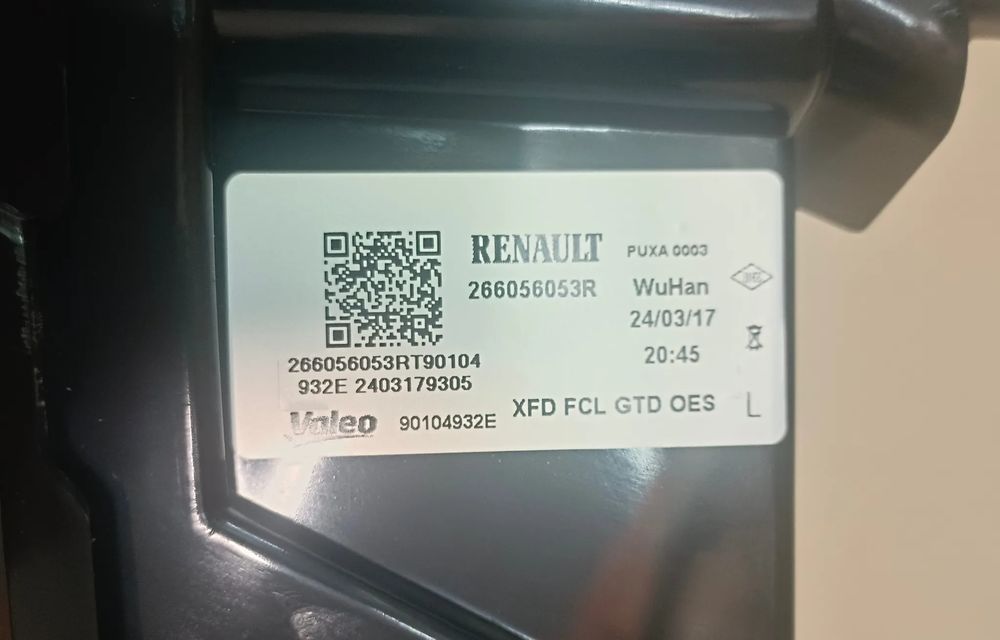 RENAULT PUXA 0003
266056053R WuHan
24/03/17
20:45
266056053RT90104
932E 2403179305
Valeo 90104932E XFD FCL GTD OES L